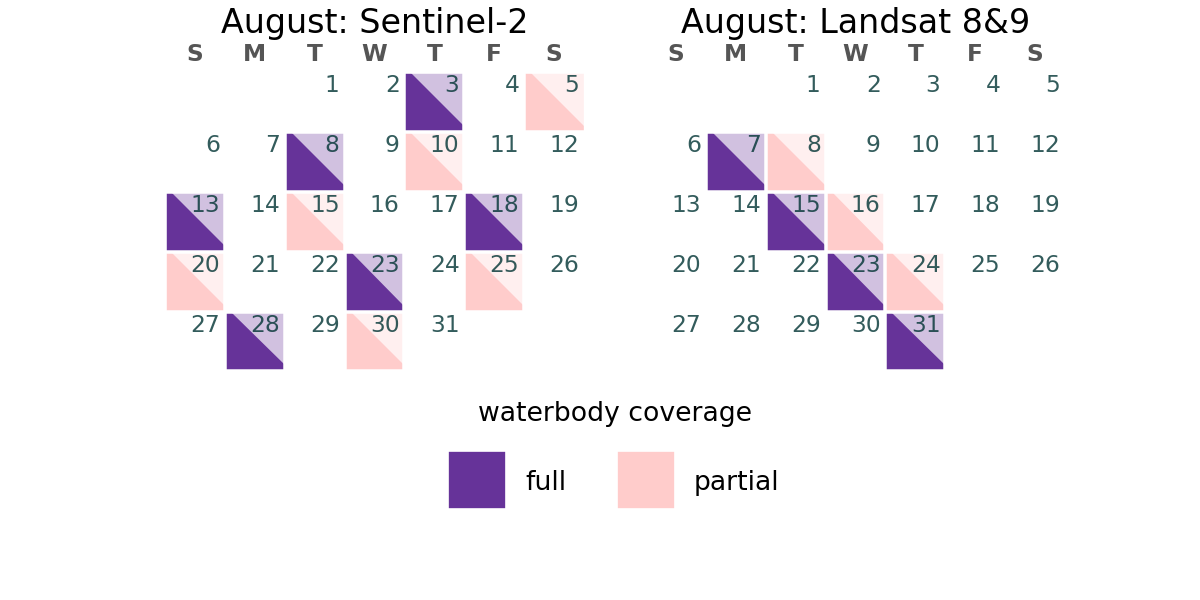 August: Sentinel-2
S M T W T F S
1 2 3 4 5
6 7 8 9 10 11 12
13 14 15 16 17 18 19
20 21 22 23 24 25 26
27 28 29 30 31
August: Landsat 8&9
S M T W T F S
1 2 3 4 5
6 7 8 9 10 11 12
13 14 15 16 17 18 19
20 21 22 23 24 25 26
27 28 29 30 31
waterbody coverage
full
partial